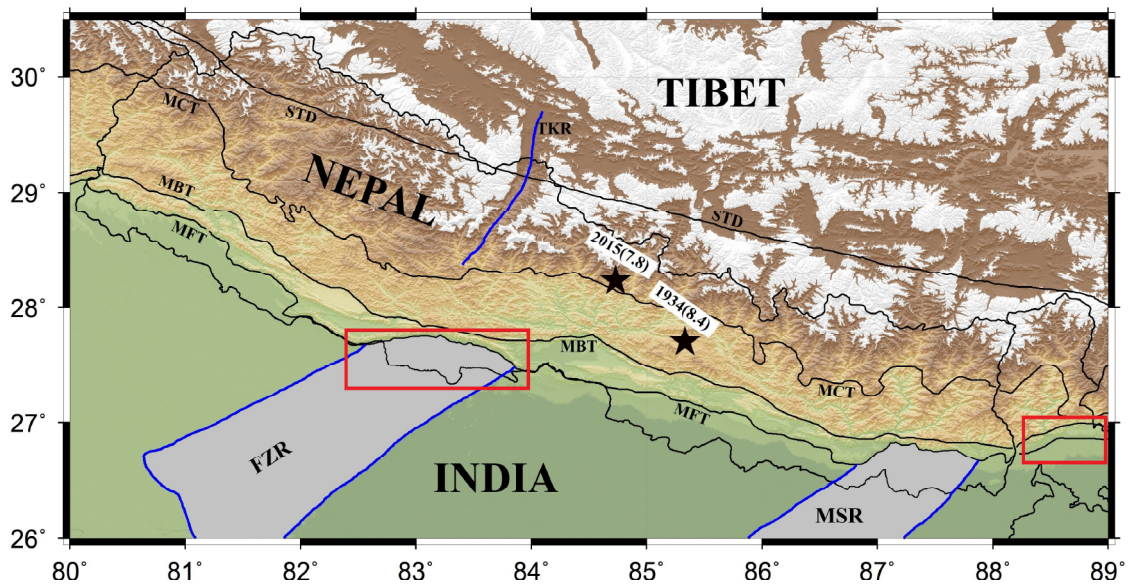 30°
TIBET
MCT
STD
TKR
29°
NEPAL
MBT
STD
MFT
2015(7.8)
28°
1934(8.4)
MBT
MCT
MFT
27°
FZR
INDIA
MSR
26°
80°
81°
82°
83°
84°
85°
86°
87°
88°
89°